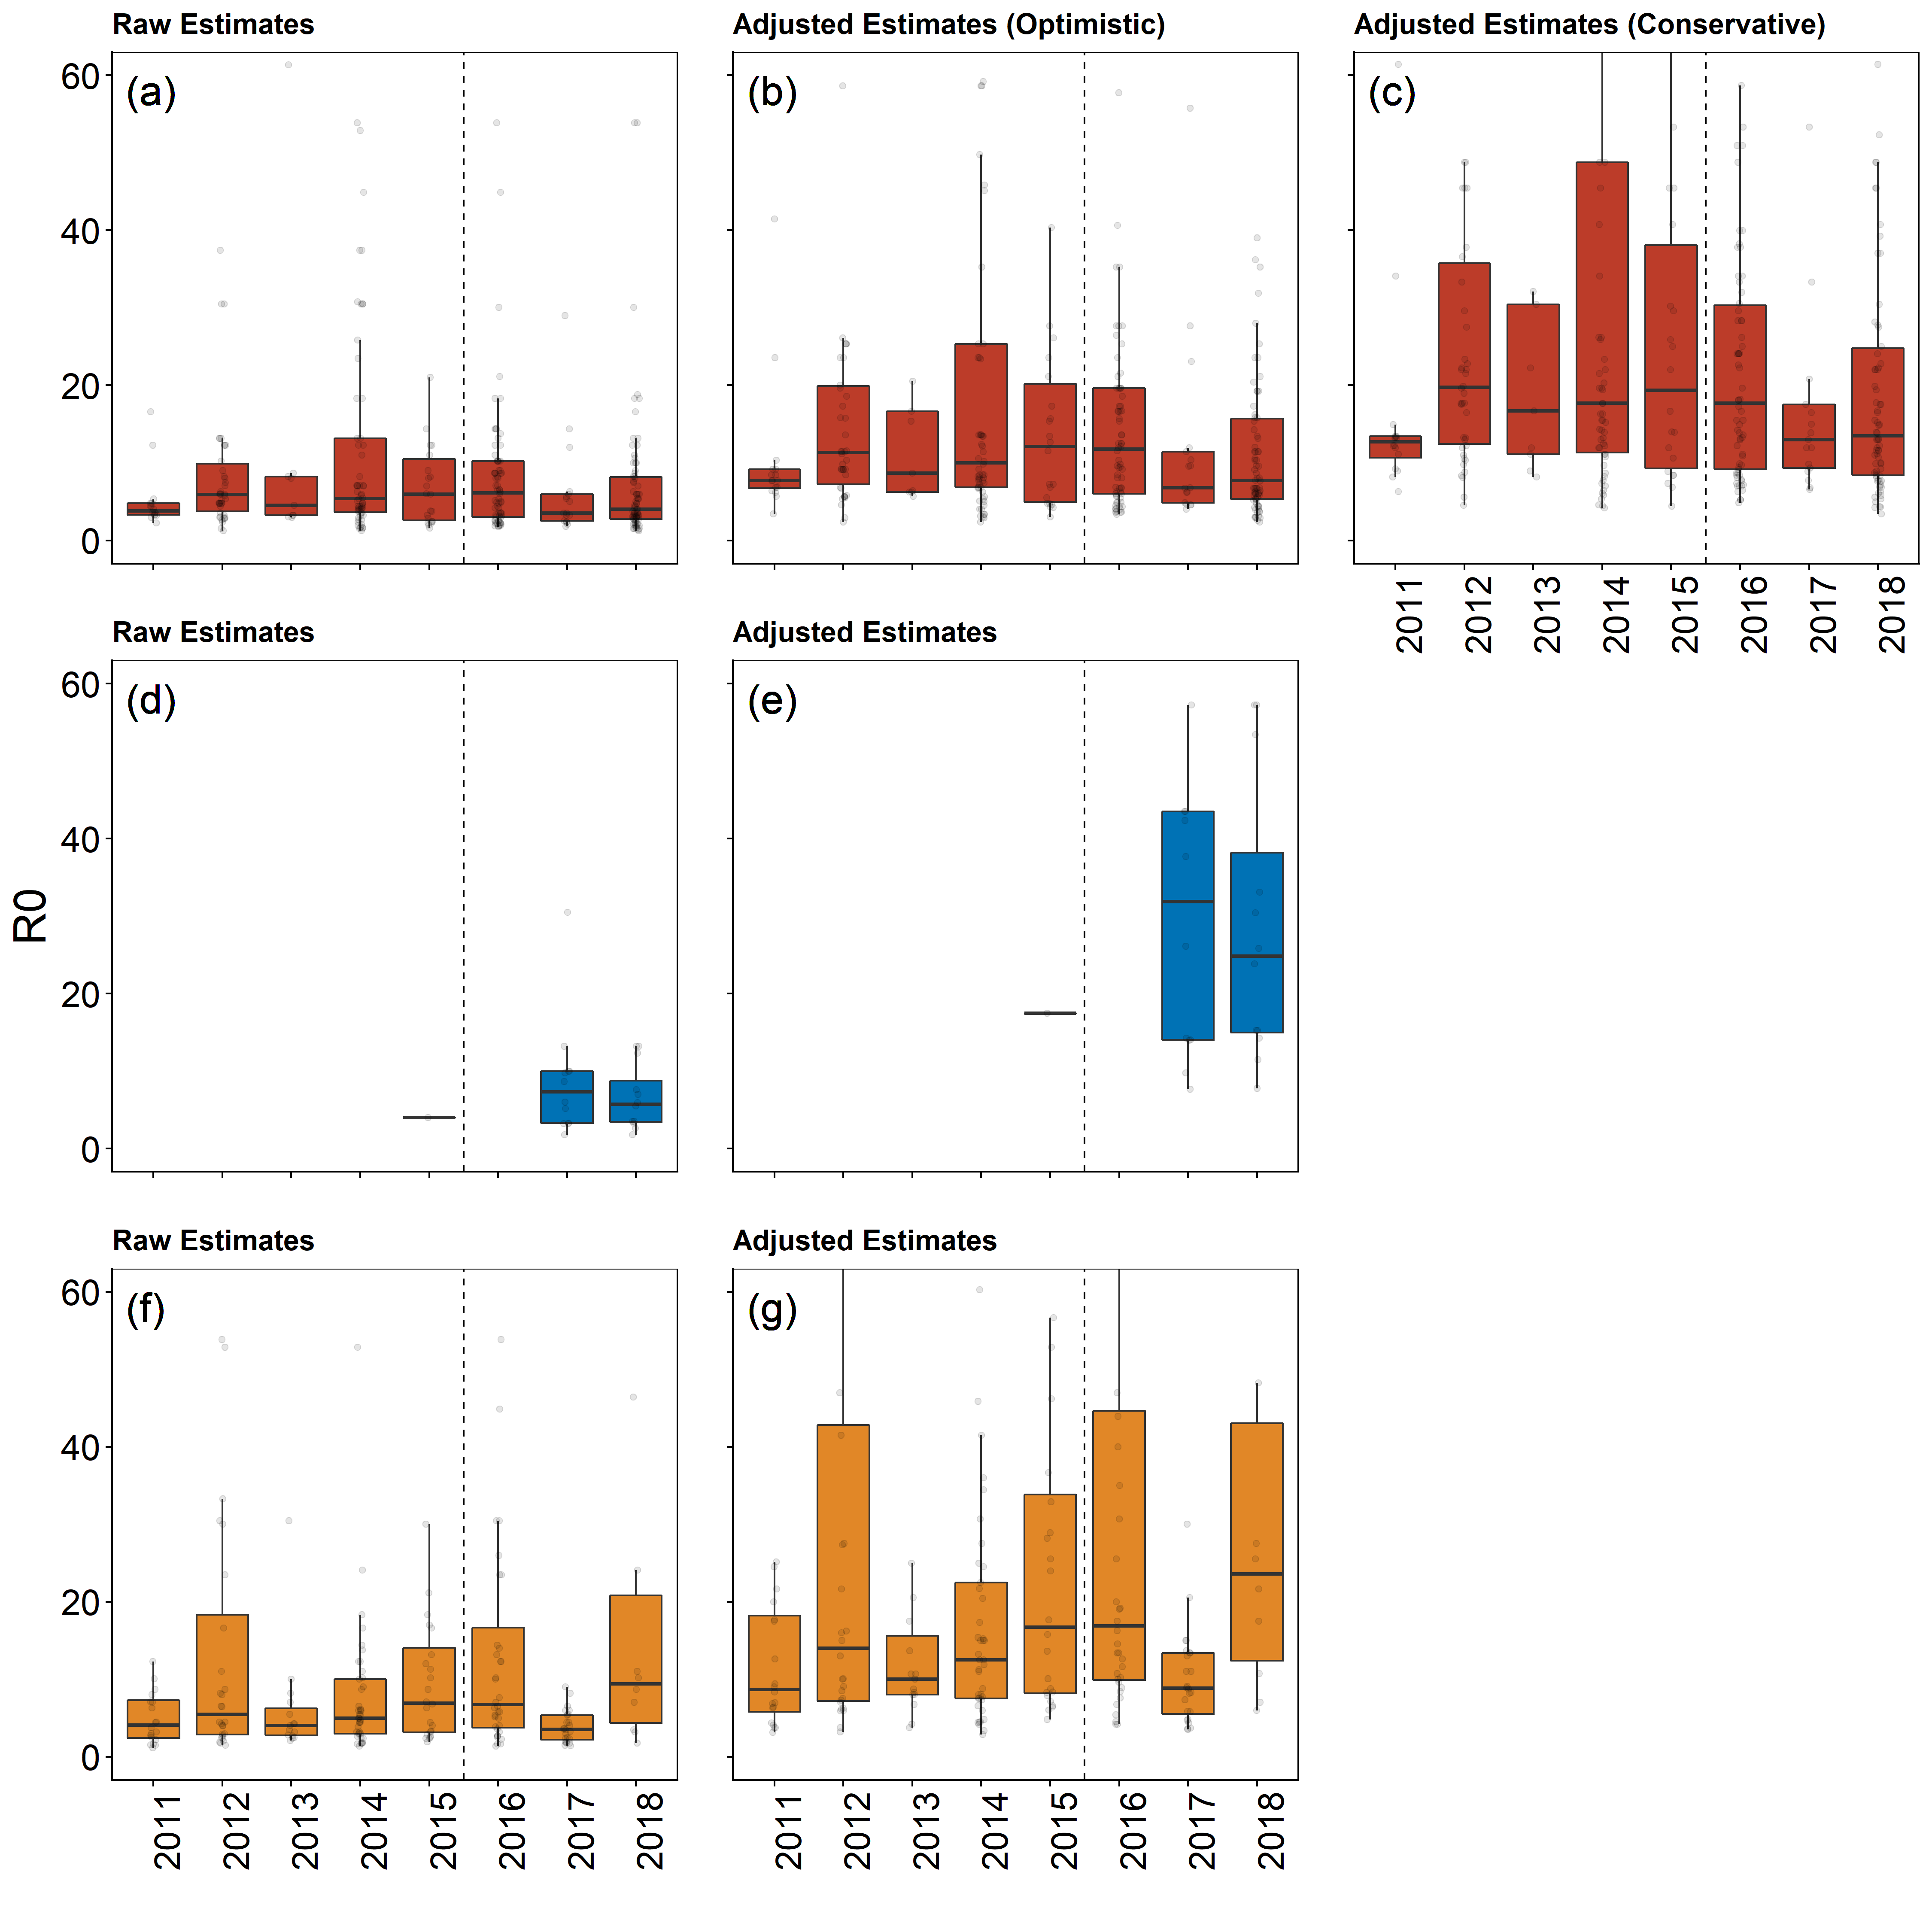 Raw Estimates
Adjusted Estimates (Optimistic)
Adjusted Estimates (Conservative)
60
40
20
0
(a)
(b)
(c)
2011
2012
2013
2014
2015
2016
2017
2018
Raw Estimates
Adjusted Estimates
60
40
20
0
(d)
(e)
R0
Raw Estimates
Adjusted Estimates
60
40
20
0
(f)
(g)
2011
2012
2013
2014
2015
2016
2017
2018
2011
2012
2013
2014
2015
2016
2017
2018